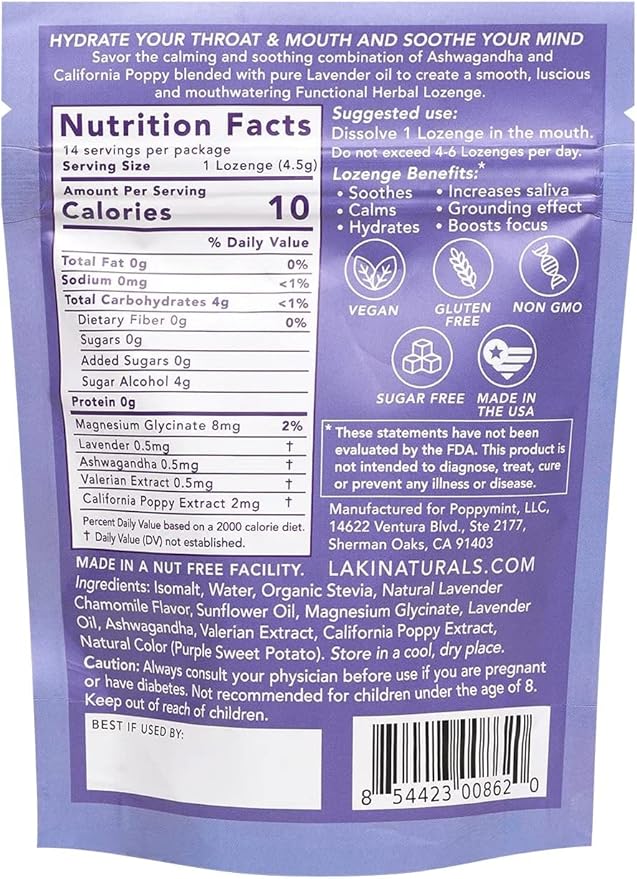 HYDRATE YOUR THROAT & MOUTH AND SOOTHE YOUR MIND
Savor the calming and soothing combination of Ashwagandha and
California Poppy blended with pure Lavender oil to create a smooth, luscious
and mouthwatering Functional Herbal Lozenge.
Nutrition Facts
14 servings per package
Serving Size 1 Lozenge (4.5g)
Amount Per Serving
Calories 10
% Daily Value
Total Fat 0g 0%
Sodium 0mg <1%
Total Carbohydrates 4g <1%
Dietary Fiber 0g 0%
Sugars 0g
Added Sugars 0g
Sugar Alcohol 4g
Protein 0g
Magnesium Glycinate 8mg 2%
Lavender 0.5mg †
Ashwagandha 0.5mg †
Valerian Extract 0.5mg †
California Poppy Extract 2mg †
Percent Daily Value based on a 2000 calorie diet.
† Daily Value (DV) not established.
Suggested use:
Dissolve 1 Lozenge in the mouth.
Do not exceed 4-6 Lozenges per day.
Lozenge Benefits:*
• Soothes • Increases saliva
• Calms • Grounding effect
• Hydrates • Boosts focus
VEGAN
GLUTEN
FREE
NON GMO
SUGAR FREE
MADE IN
THE USA
* These statements have not been
evaluated by the FDA. This product is
not intended to diagnose, treat, cure
or prevent any illness or disease.
Manufactured for Poppymint, LLC,
14622 Ventura Blvd., Ste 2177,
Sherman Oaks, CA 91403
MADE IN A NUT FREE FACILITY. LAKINATURALS.COM
Ingredients: Isomalt, Water, Organic Stevia, Natural Lavender
Chamomile Flavor, Sunflower Oil, Magnesium Glycinate, Lavender
Oil, Ashwagandha, Valerian Extract, California Poppy Extract,
Natural Color (Purple Sweet Potato). Store in a cool, dry place.
Caution: Always consult your physician before use if you are pregnant
or have diabetes. Not recommended for children under the age of 8.
Keep out of reach of children.
BEST IF USED BY:
8 54423 00862 0